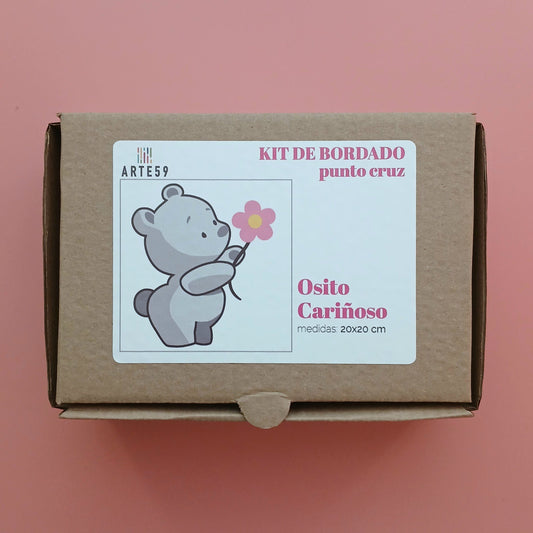 ARTE59
KIT DE BORDADO
punto cruz
Osito
Cariñoso
medidas: 20x20 cm